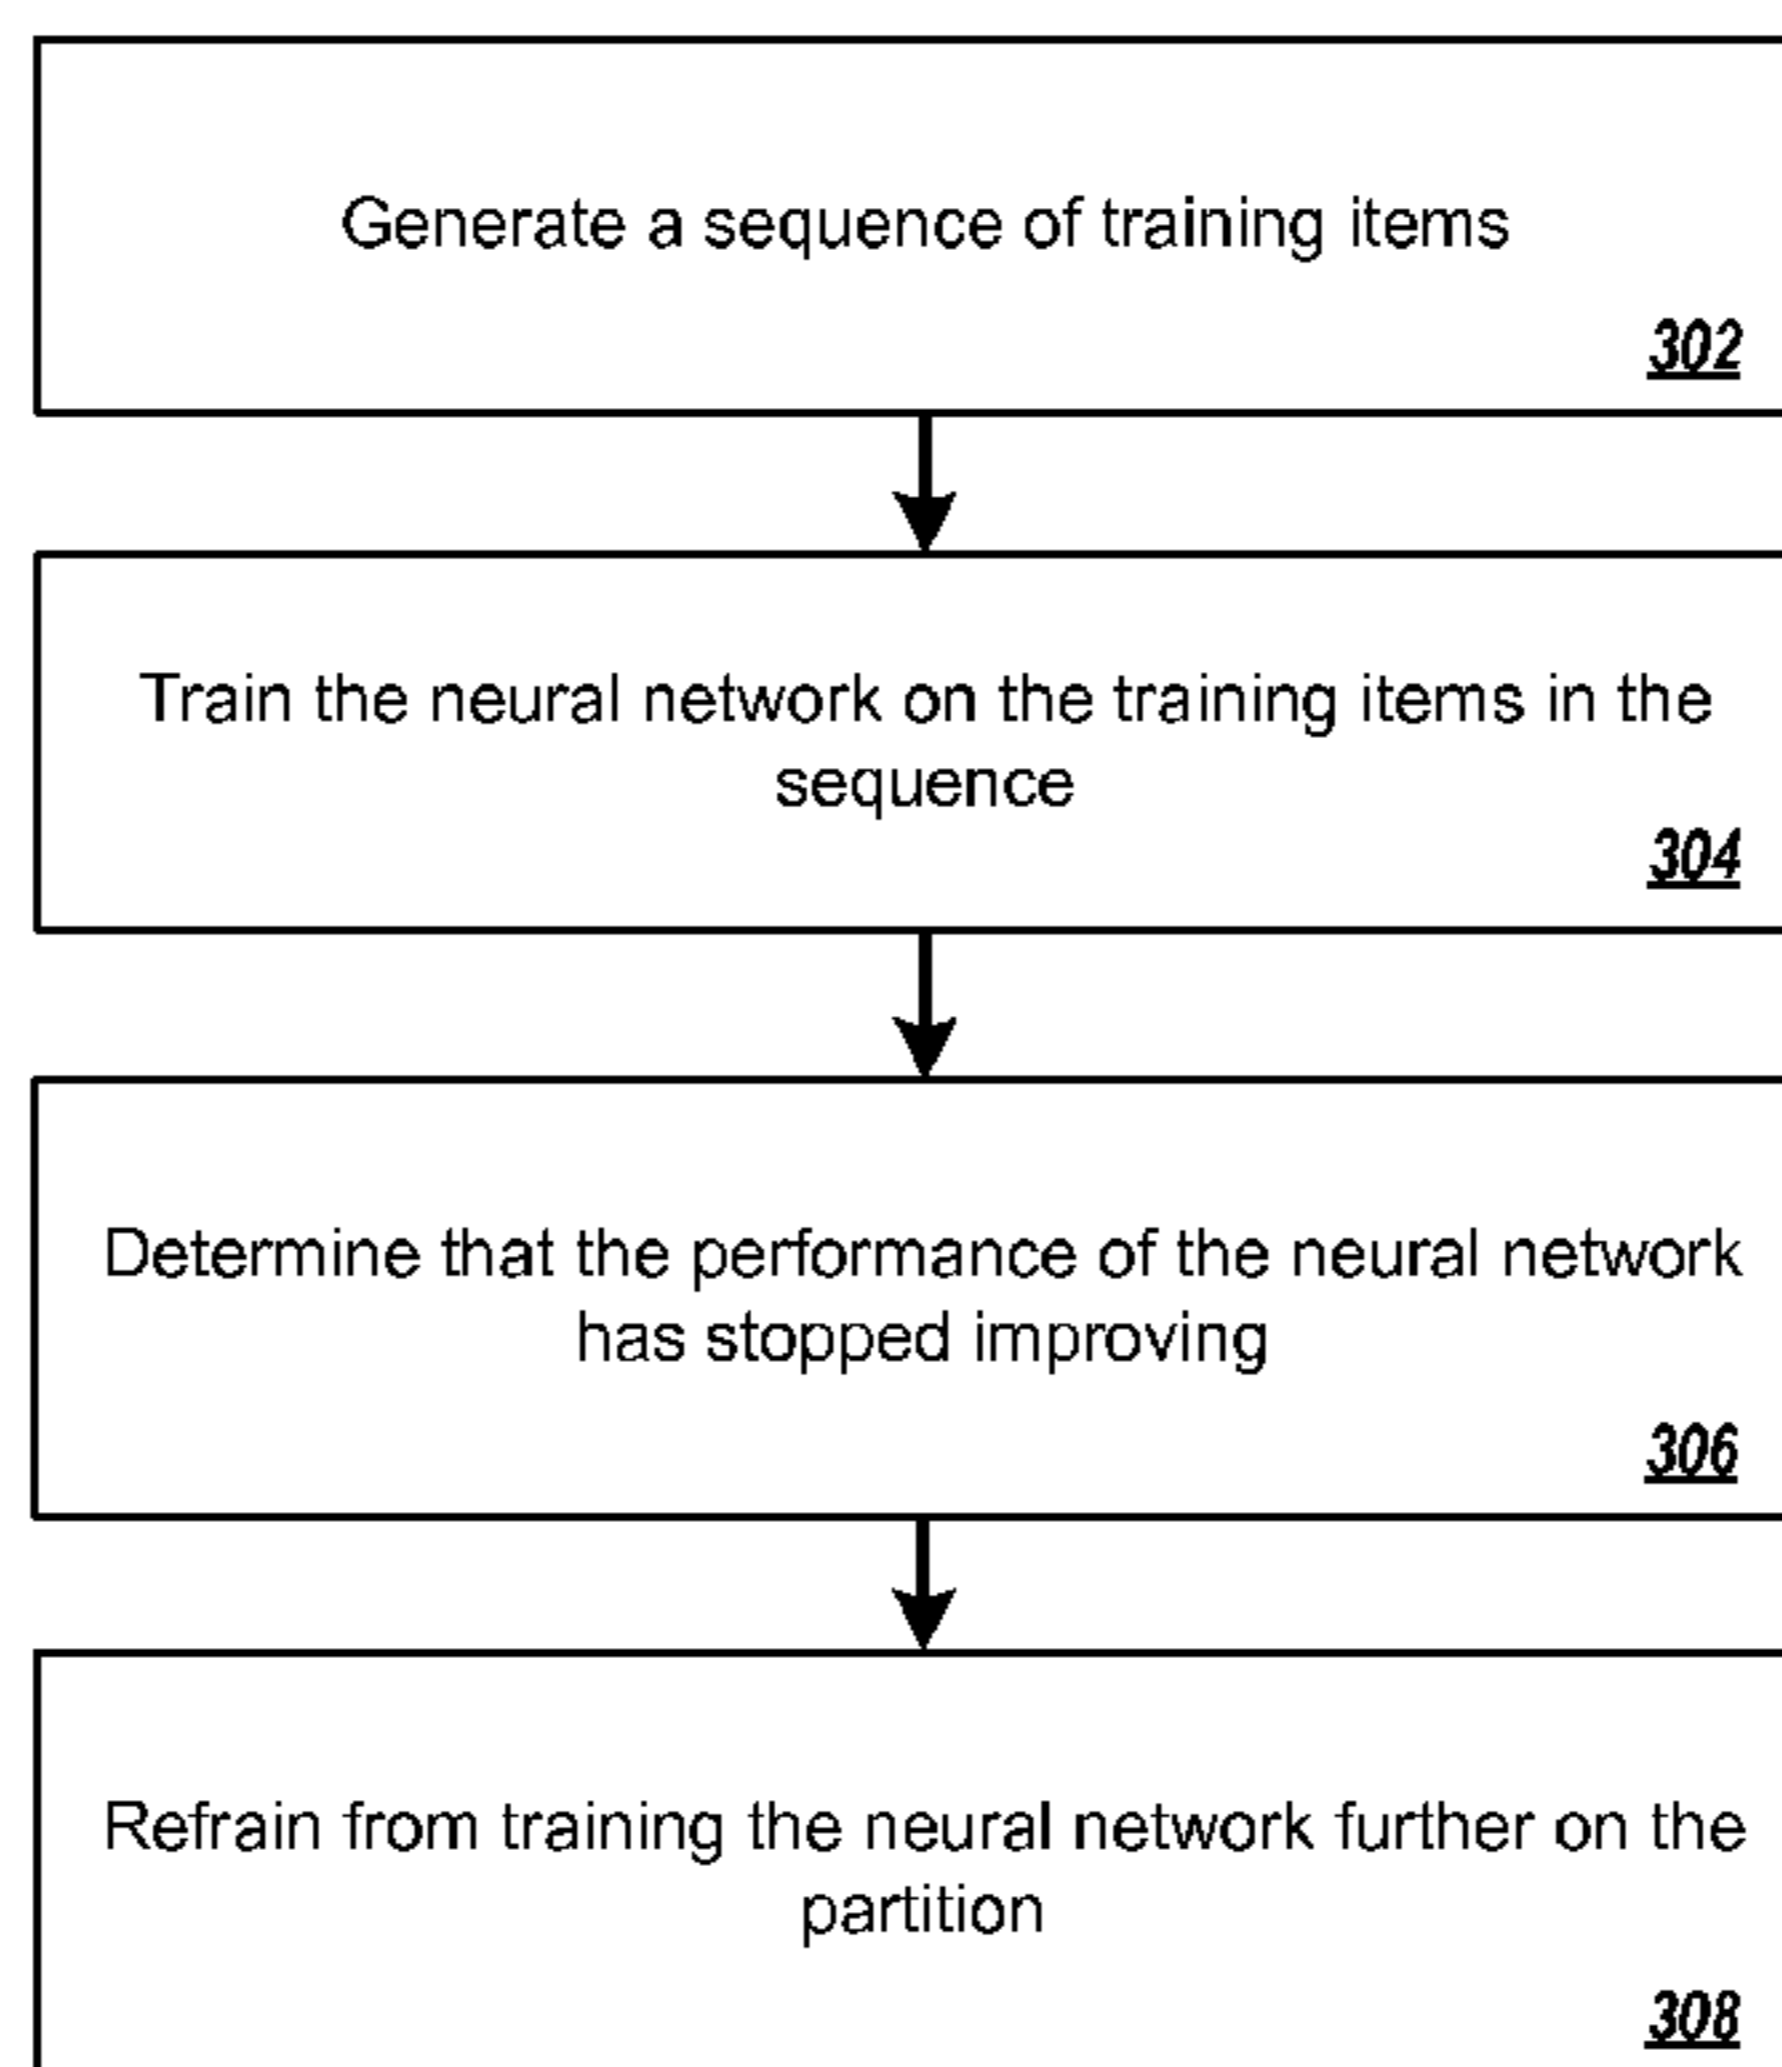 Generate a sequence of training items
302
Train the neural network on the training items in the
sequence
304
Determine that the performance of the neural network
has stopped improving
306
Refrain from training the neural network further on the
partition
308